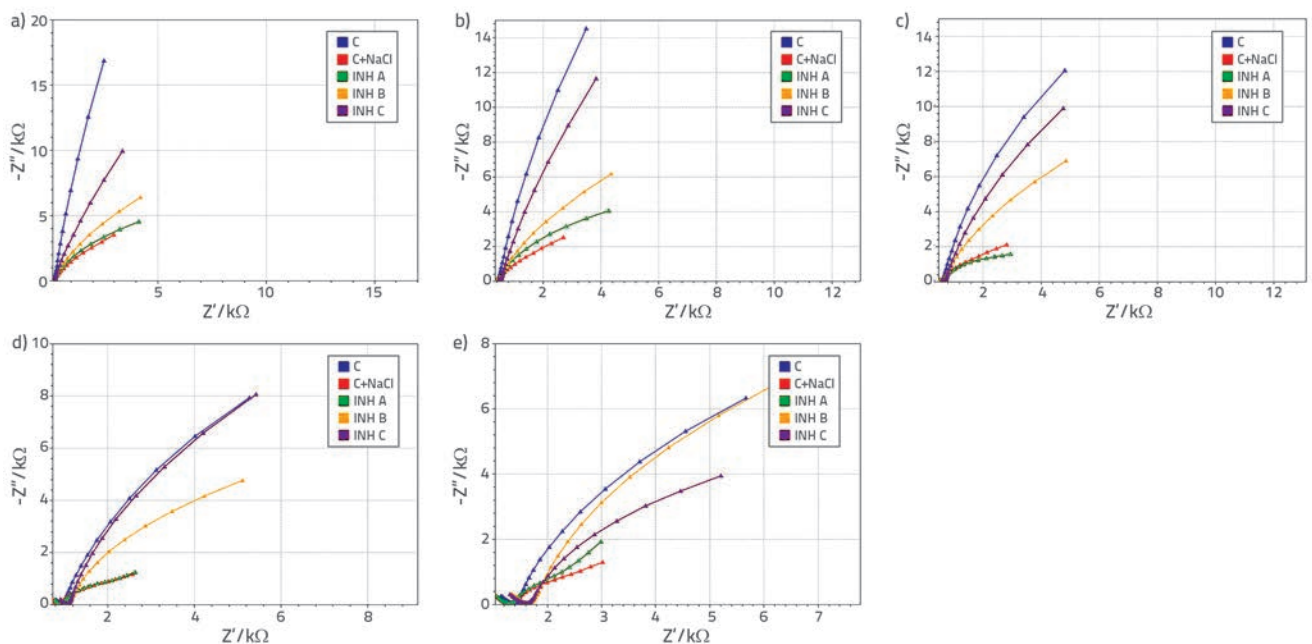 a)
20
15
10
5
0
-Z″/kΩ
5
10
15
Z′/kΩ
C
C+NaCl
INH A
INH B
INH C
b)
14
12
10
8
6
4
2
0
-Z″/kΩ
2
4
6
8
10
12
Z′/kΩ
C
C+NaCl
INH A
INH B
INH C
c)
14
12
10
8
6
4
2
0
-Z″/kΩ
2
4
6
8
10
12
Z′/kΩ
C
C+NaCl
INH A
INH B
INH C
d)
10
8
6
4
2
0
-Z″/kΩ
2
4
6
8
Z′/kΩ
C
C+NaCl
INH A
INH B
INH C
e)
8
6
4
2
0
-Z″/kΩ
2
3
4
5
6
7
Z′/kΩ
C
C+NaCl
INH A
INH B
INH C